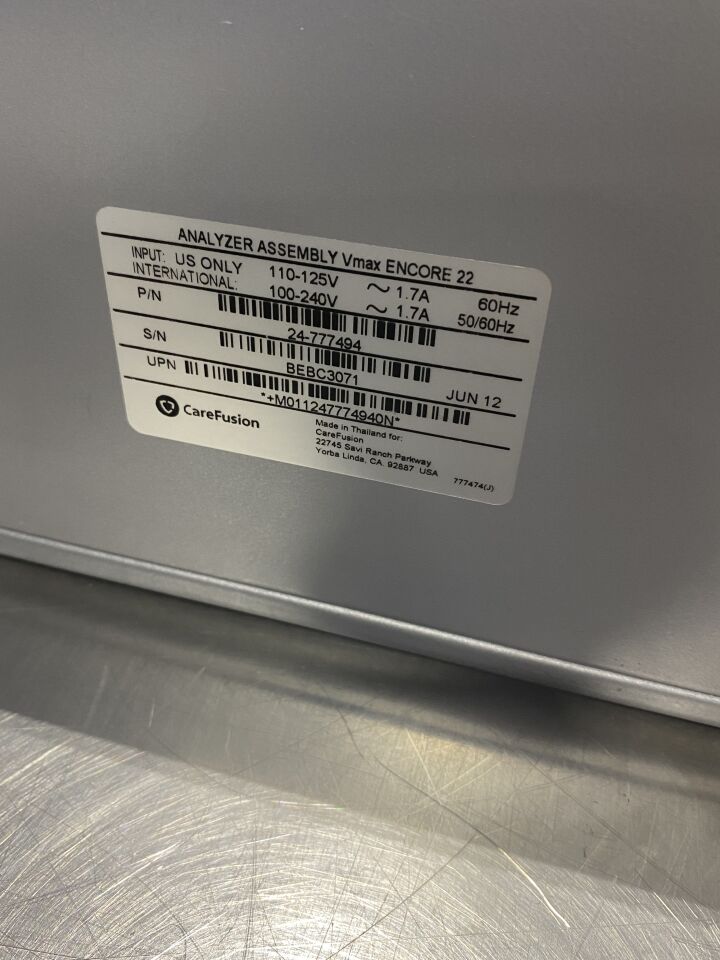 ANALYZER ASSEMBLY Vmax ENCORE 22
INPUT: US ONLY 110-125V ~ 1.7A 60Hz
INTERNATIONAL: 100-240V ~ 1.7A 50/60Hz
P/N
24-777494
S/N
BEBC3071 JUN 12
UPN
*+M011247774940N*
CareFusion
Made in Thailand for:
CareFusion
22745 Savi Ranch Parkway
Yorba Linda, CA. 92887 USA
777474(J)